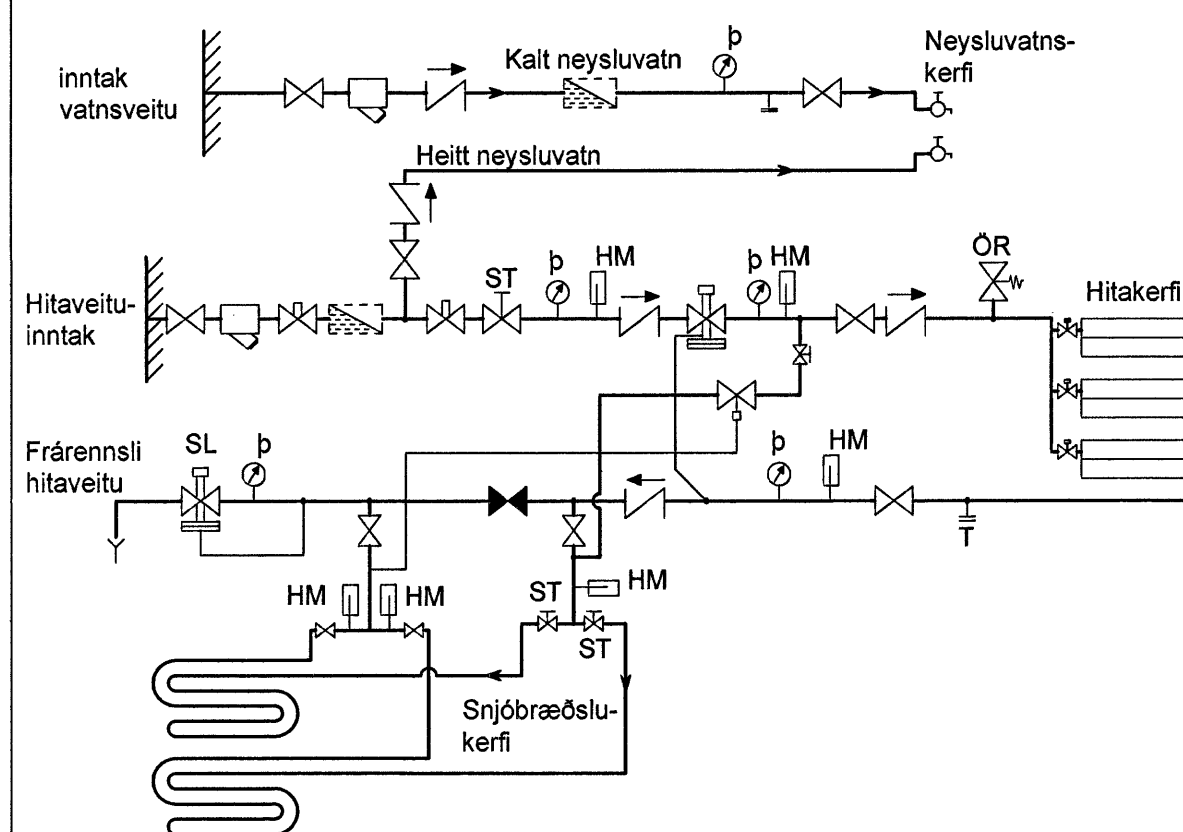 inntak
vatnsveitu
Kalt neysluvatn
þ
Neysluvatns-
kerfi
Heitt neysluvatn
Hitaveitu-
inntak
ST
þ
HM
þ
HM
ÖR
Hitakerfi
Frárennsli
hitaveitu
SL
þ
þ
HM
HM
HM
ST
HM
ST
Snjóbræðslu-
kerfi